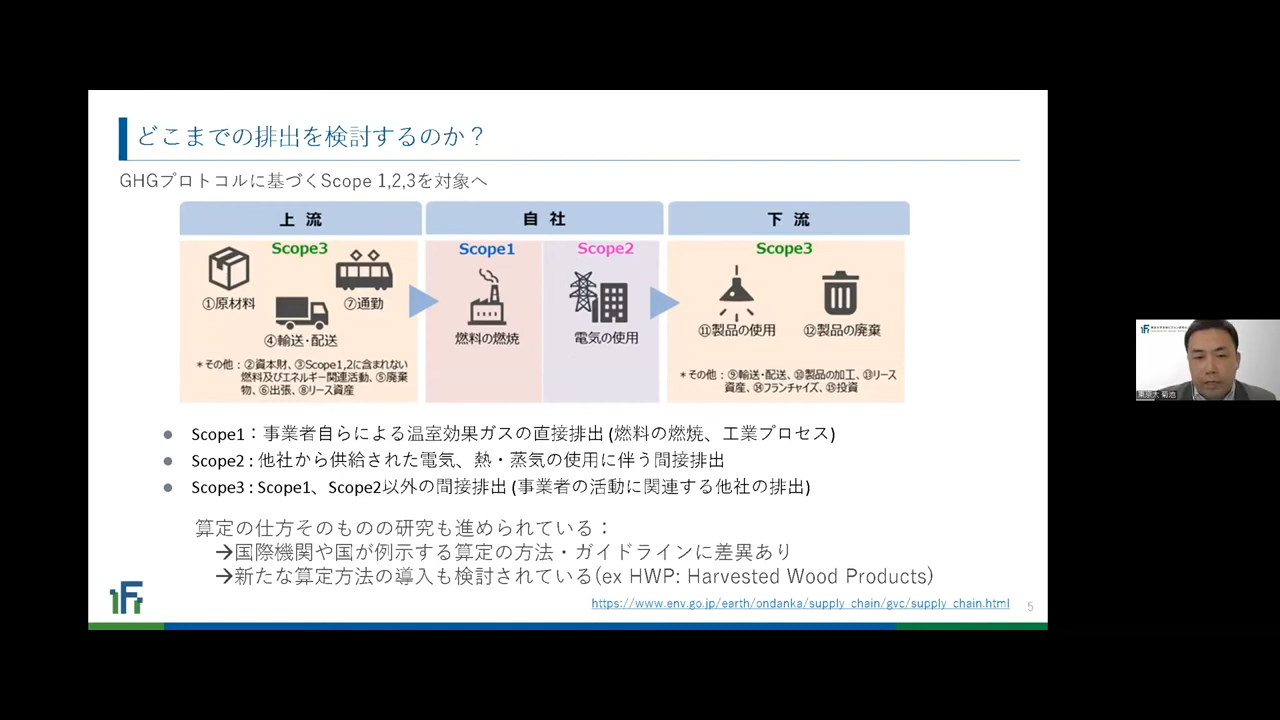 どこまでの排出を検討するのか？
GHGプロトコルに基づくScope 1,2,3を対象へ
上 流
自 社
下 流
Scope3
Scope1
Scope2
Scope3
①原材料
⑦通勤
④輸送・配送
燃料の燃焼
電気の使用
⑪製品の使用
⑫製品の廃棄
＊その他：②資本財、③Scope1,2に含まれない
燃料及びエネルギー関連活動、⑤廃棄
物、⑥出張、⑧リース資産
＊その他：⑨輸送・配送、⑩製品の加工、⑬リース
資産、⑭フランチャイズ、⑮投資
● Scope1：事業者自らによる温室効果ガスの直接排出 (燃料の燃焼、工業プロセス)
● Scope2 : 他社から供給された電気、熱・蒸気の使用に伴う間接排出
● Scope3 : Scope1、Scope2以外の間接排出 (事業者の活動に関連する他社の排出)
算定の仕方そのものの研究も進められている：
→国際機関や国が例示する算定の方法・ガイドラインに差異あり
→新たな算定方法の導入も検討されている(ex HWP: Harvested Wood Products)
https://www.env.go.jp/earth/ondanka/supply_chain/gvc/supply_chain.html
5
東京大 菊池